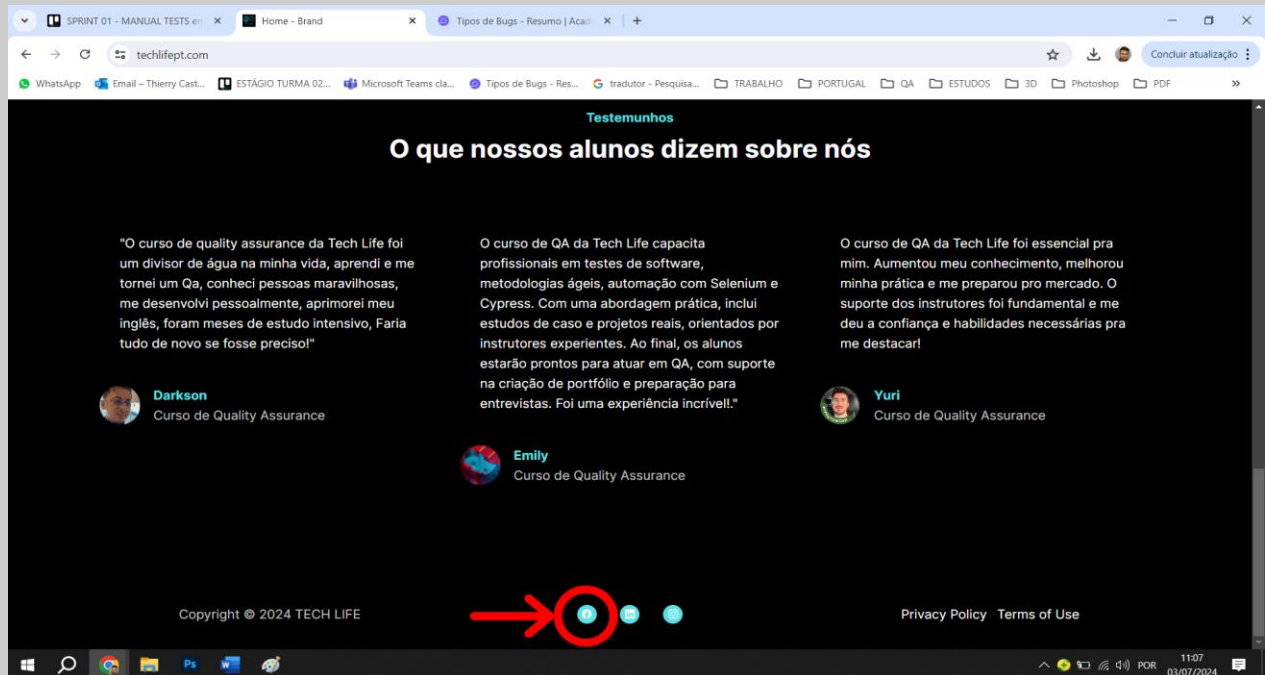 SPRINT 01 - MANUAL TESTS en
Home - Brand
Tipos de Bugs - Resumo | Acad
techlifept.com
Concluir atualização
WhatsApp
Email – Thierry Cast...
ESTÁGIO TURMA 02...
Microsoft Teams cla...
Tipos de Bugs - Res...
tradutor - Pesquisa...
TRABALHO
PORTUGAL
QA
ESTUDOS
3D
Photoshop
PDF
Testemunhos
O que nossos alunos dizem sobre nós
"O curso de quality assurance da Tech Life foi
um divisor de água na minha vida, aprendi e me
tornei um Qa, conheci pessoas maravilhosas,
me desenvolvi pessoalmente, aprimorei meu
inglês, foram meses de estudo intensivo, Faria
tudo de novo se fosse preciso!"
Darkson
Curso de Quality Assurance
O curso de QA da Tech Life capacita
profissionais em testes de software,
metodologias ágeis, automação com Selenium e
Cypress. Com uma abordagem prática, inclui
estudos de caso e projetos reais, orientados por
instrutores experientes. Ao final, os alunos
estarão prontos para atuar em QA, com suporte
na criação de portfólio e preparação para
entrevistas. Foi uma experiência incrível!."
Emily
Curso de Quality Assurance
O curso de QA da Tech Life foi essencial pra
mim. Aumentou meu conhecimento, melhorou
minha prática e me preparou pro mercado. O
suporte dos instrutores foi fundamental e me
deu a confiança e habilidades necessárias pra
me destacar!
Yuri
Curso de Quality Assurance
Copyright © 2024 TECH LIFE
Privacy Policy Terms of Use
Ps
POR
11:07
03/07/2024